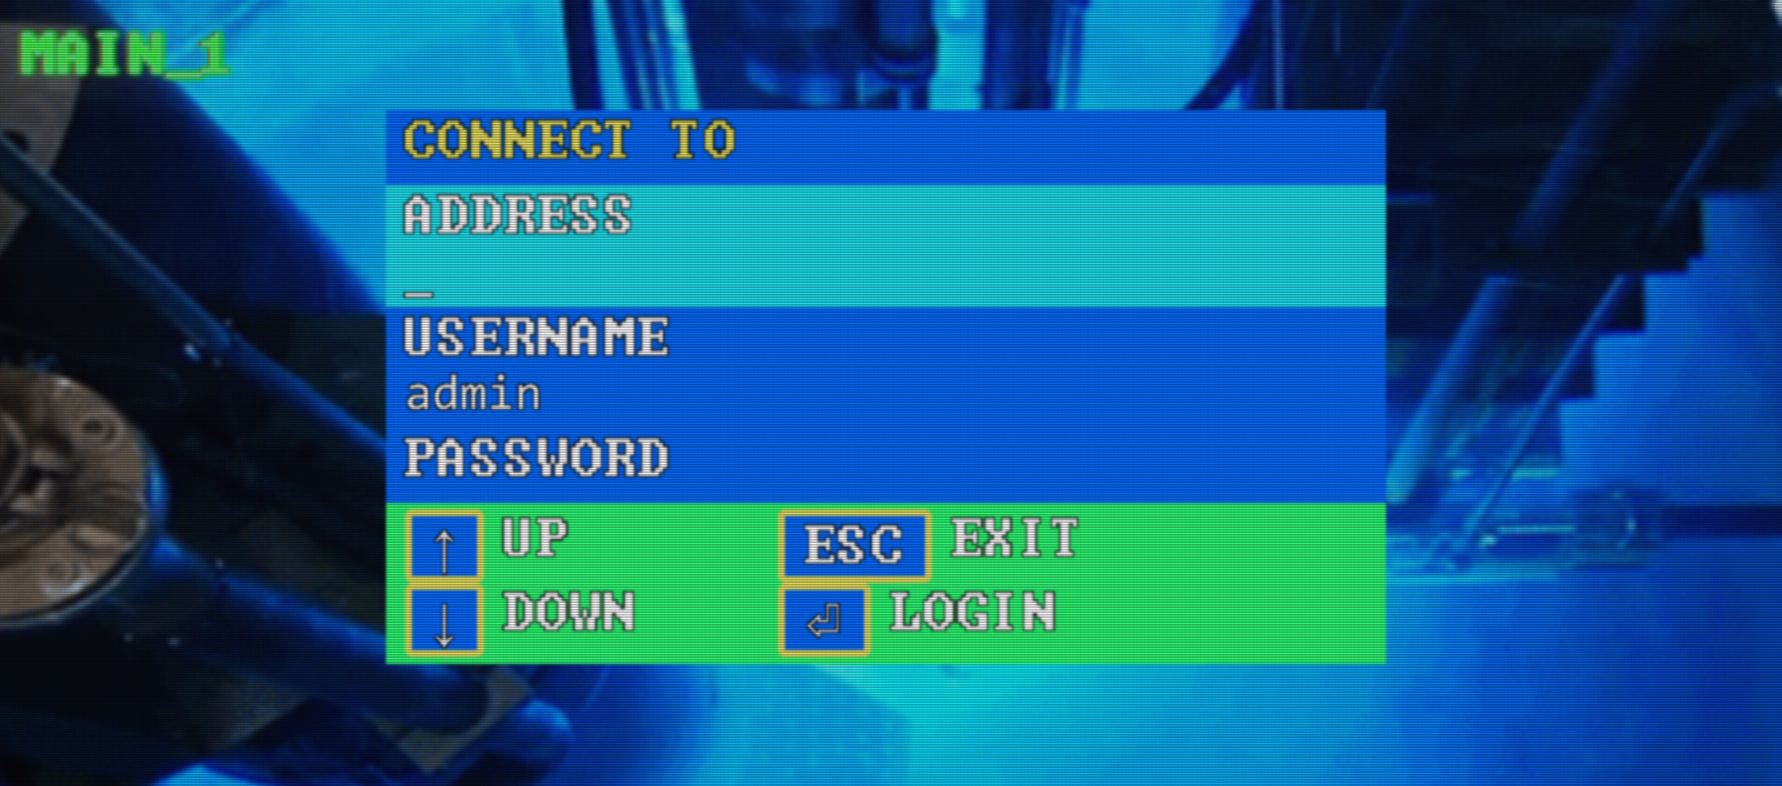 MAIN_1
CONNECT TO
ADDRESS
_
USERNAME
admin
PASSWORD
↑ UP ESC EXIT
↓ DOWN ⏎ LOGIN